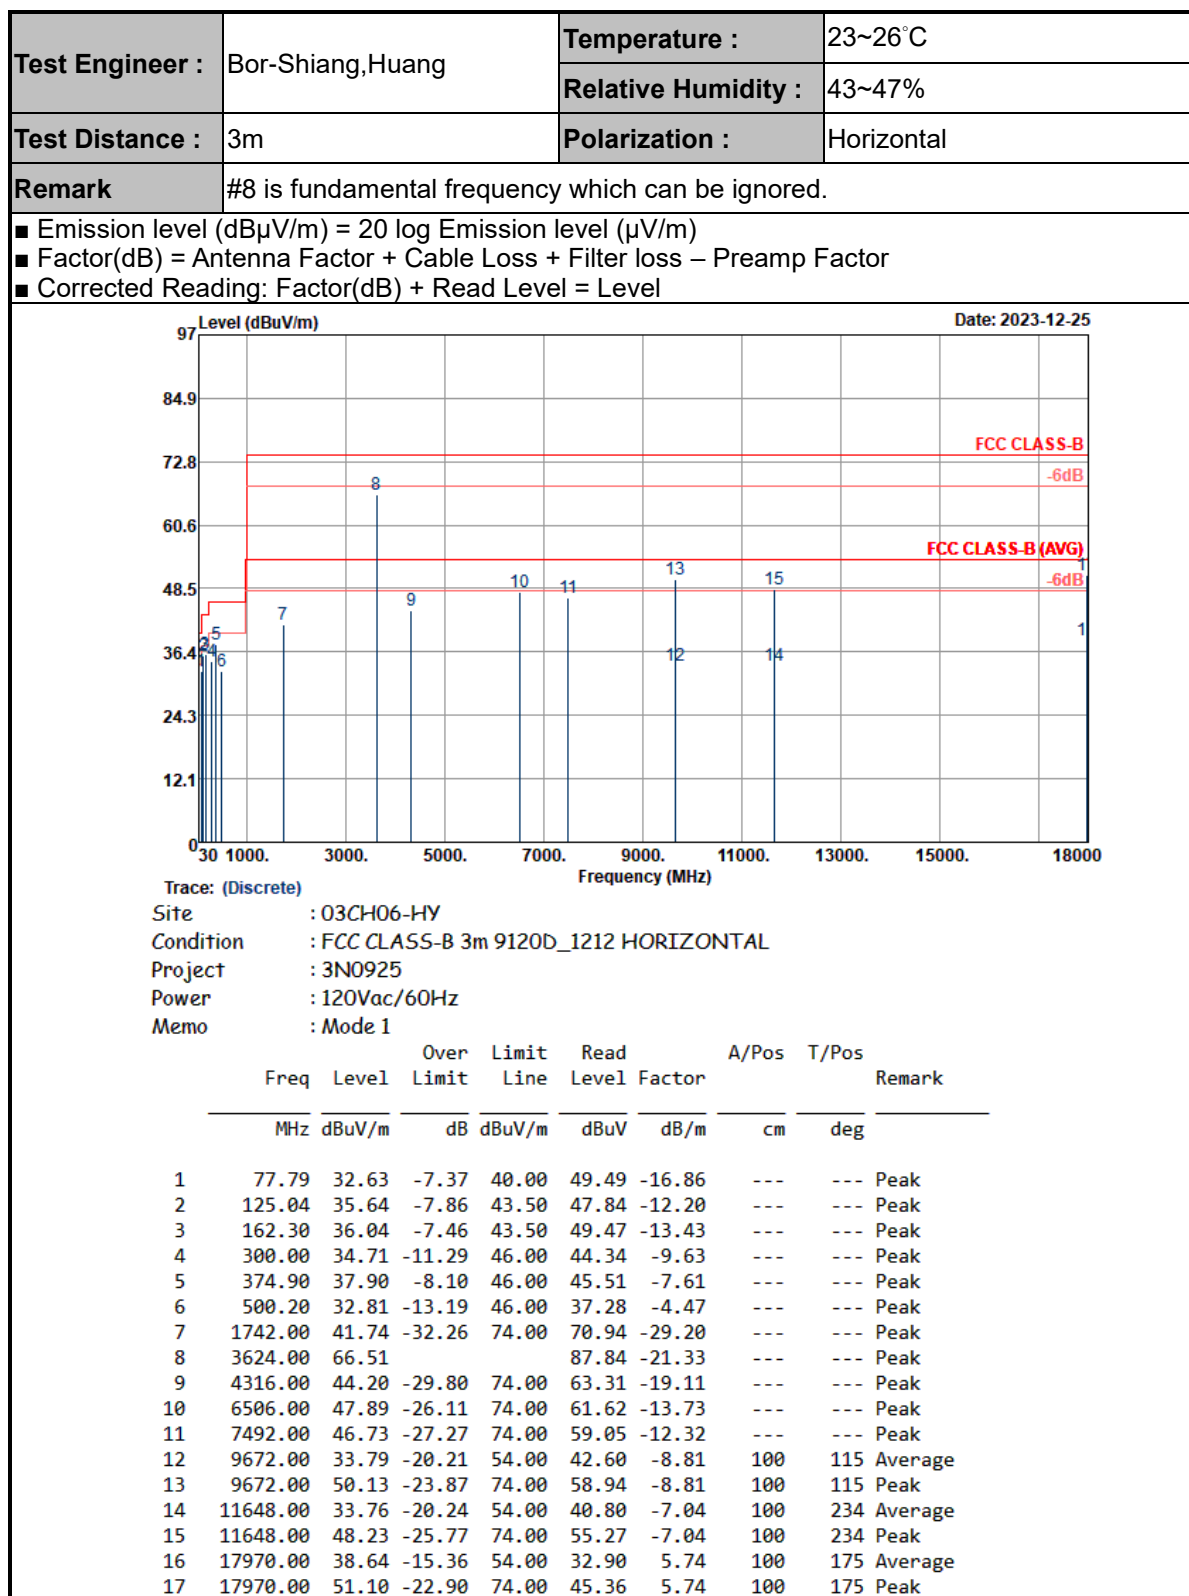 Test Engineer : Bor-Shiang,Huang Temperature : 23~26°C
Relative Humidity : 43~47%
Test Distance : 3m Polarization : Horizontal
Remark #8 is fundamental frequency which can be ignored.
■ Emission level (dBµV/m) = 20 log Emission level (µV/m)
■ Factor(dB) = Antenna Factor + Cable Loss + Filter loss – Preamp Factor
■ Corrected Reading: Factor(dB) + Read Level = Level
97 Level (dBuV/m) Date: 2023-12-25
84.9
FCC CLASS-B
72.8
-6dB
8
60.6
FCC CLASS-B (AVG)
13 1
48.5 10 11 15 -6dB
9
7
5 1
36.4 2 3 4 6 12 14
24.3
12.1
0
30 1000. 3000. 5000. 7000. 9000. 11000. 13000. 15000. 18000
Frequency (MHz)
Trace: (Discrete)
Site : 03CH06-HY
Condition : FCC CLASS-B 3m 9120D_1212 HORIZONTAL
Project : 3N0925
Power : 120Vac/60Hz
Memo : Mode 1
Over Limit Read A/Pos T/Pos
Freq Level Limit Line Level Factor Remark
MHz dBuV/m dB dBuV/m dBuV dB/m cm deg
1 77.79 32.63 -7.37 40.00 49.49 -16.86 --- --- Peak
2 125.04 35.64 -7.86 43.50 47.84 -12.20 --- --- Peak
3 162.30 36.04 -7.46 43.50 49.47 -13.43 --- --- Peak
4 300.00 34.71 -11.29 46.00 44.34 -9.63 --- --- Peak
5 374.90 37.90 -8.10 46.00 45.51 -7.61 --- --- Peak
6 500.20 32.81 -13.19 46.00 37.28 -4.47 --- --- Peak
7 1742.00 41.74 -32.26 74.00 70.94 -29.20 --- --- Peak
8 3624.00 66.51 87.84 -21.33 --- --- Peak
9 4316.00 44.20 -29.80 74.00 63.31 -19.11 --- --- Peak
10 6506.00 47.89 -26.11 74.00 61.62 -13.73 --- --- Peak
11 7492.00 46.73 -27.27 74.00 59.05 -12.32 --- --- Peak
12 9672.00 33.79 -20.21 54.00 42.60 -8.81 100 115 Average
13 9672.00 50.13 -23.87 74.00 58.94 -8.81 100 115 Peak
14 11648.00 33.76 -20.24 54.00 40.80 -7.04 100 234 Average
15 11648.00 48.23 -25.77 74.00 55.27 -7.04 100 234 Peak
16 17970.00 38.64 -15.36 54.00 32.90 5.74 100 175 Average
17 17970.00 51.10 -22.90 74.00 45.36 5.74 100 175 Peak